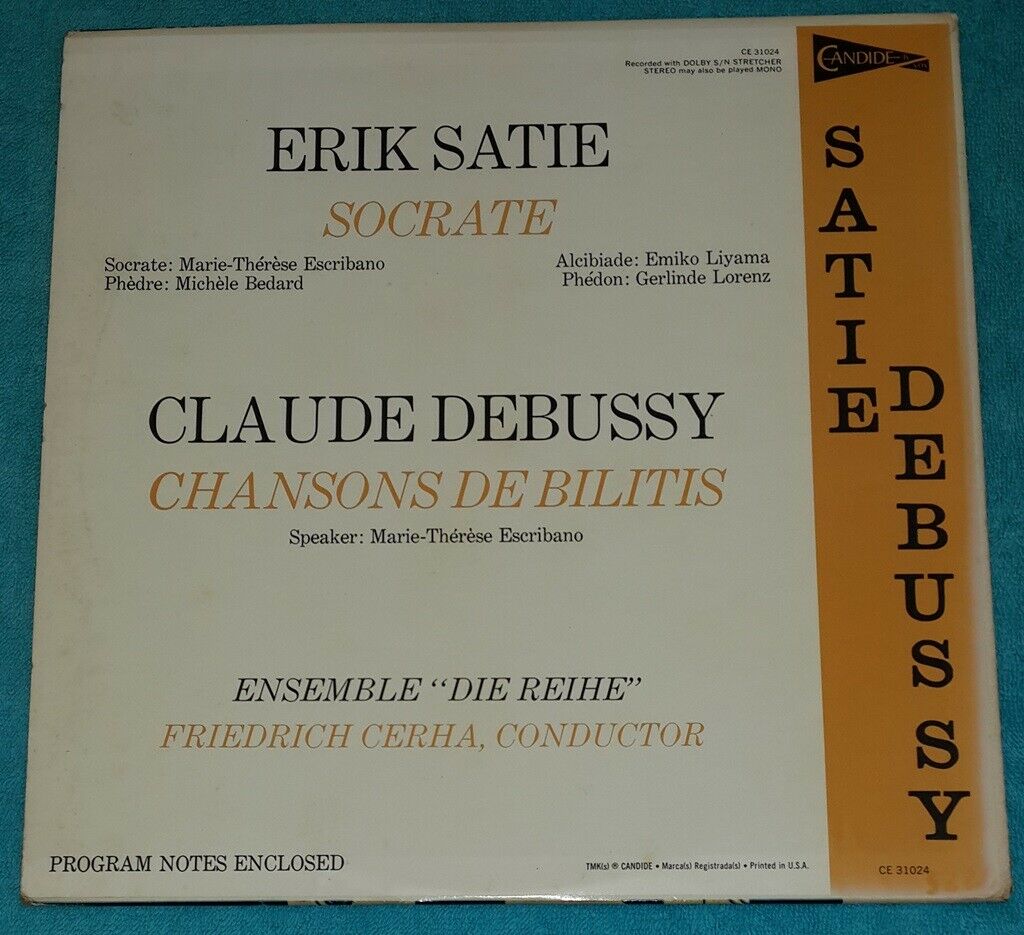 CE 31024
Recorded with DOLBY S/N STRETCHER
STEREO may also be played MONO
ERIK SATIE
SOCRATE
Socrate: Marie-Thérèse Escribano
Phèdre: Michèle Bedard
Alcibiade: Emiko Liyama
Phédon: Gerlinde Lorenz
CLAUDE DEBUSSY
CHANSONS DE BILITIS
Speaker: Marie-Thérèse Escribano
ENSEMBLE “DIE REIHE”
FRIEDRICH CERHA, CONDUCTOR
PROGRAM NOTES ENCLOSED
TMK(s) ® CANDIDE • Marca(s) Registrada(s) • Printed in U.S.A.
CANDIDE
SATIE
DEBUSSY
CE 31024